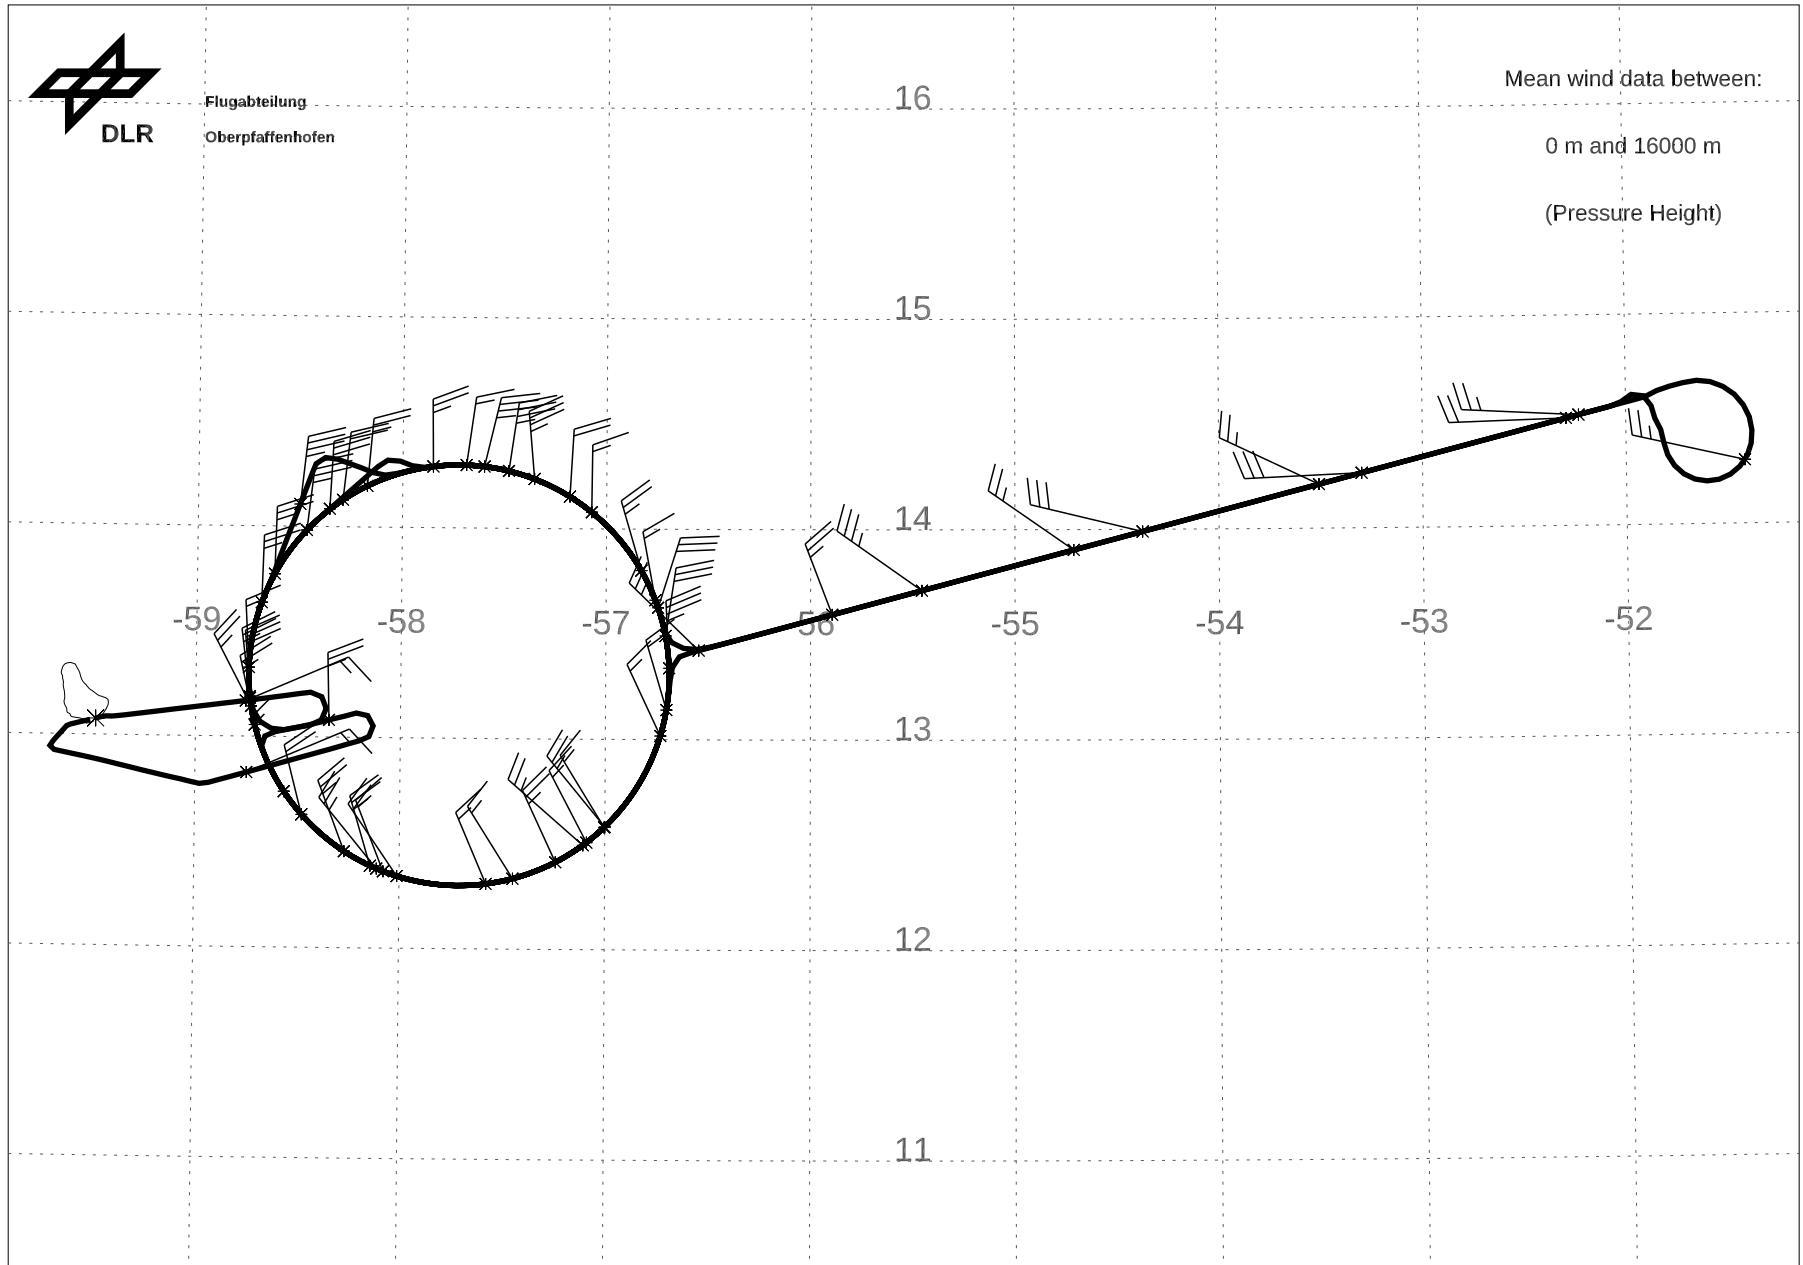 Mean wind data between:
16
Flugabteilung
DLR
Oberpfaffenhofen
0 m and 16000 m
(Pressure Height)
15
14
-59
-58
-57
56
-55
-54
-53
-52
13
12
11